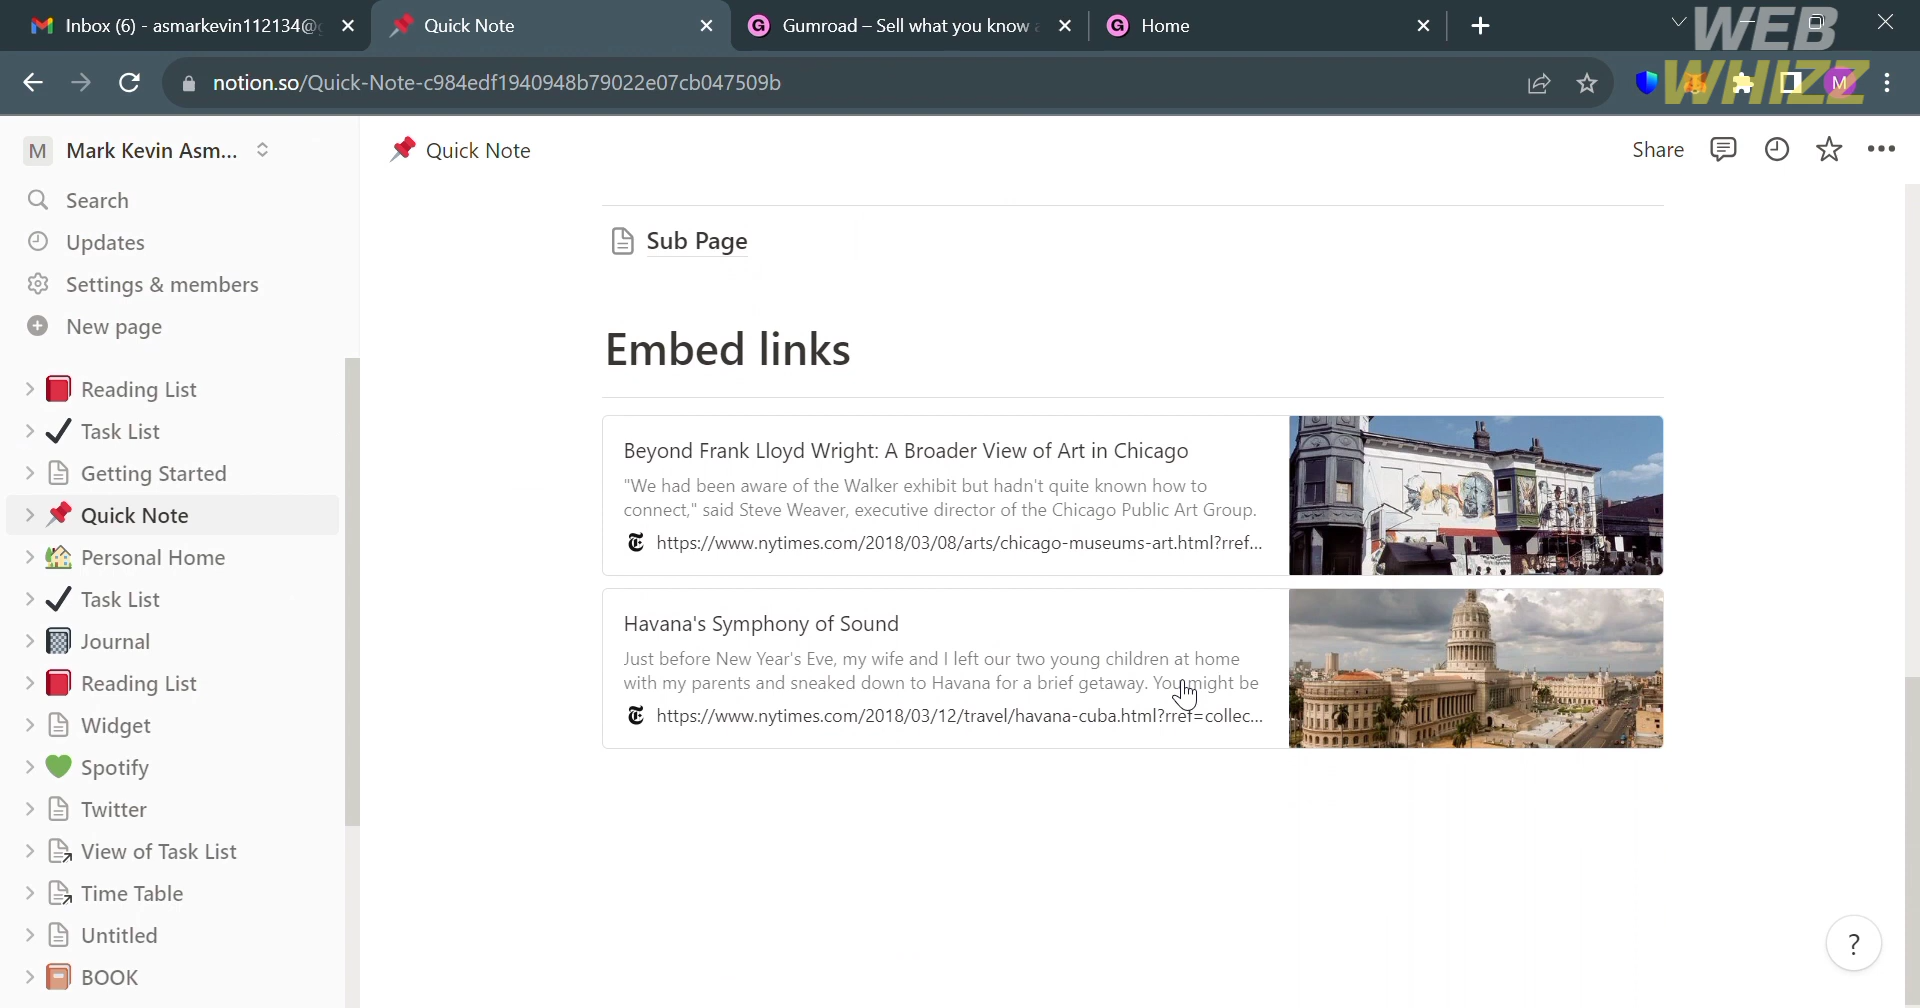 Inbox (6) - asmarkevin112134@
Quick Note
Gumroad – Sell what you know
Home
WEB
WHIZZ
notion.so/Quick-Note-c984edf1940948b79022e07cb047509b
M
M Mark Kevin Asm...
Quick Note
Share
Search
Updates
Settings & members
New page
Reading List
Task List
Getting Started
Quick Note
Personal Home
Task List
Journal
Reading List
Widget
Spotify
Twitter
View of Task List
Time Table
Untitled
BOOK
Sub Page
Embed links
Beyond Frank Lloyd Wright: A Broader View of Art in Chicago
"We had been aware of the Walker exhibit but hadn't quite known how to
connect," said Steve Weaver, executive director of the Chicago Public Art Group.
https://www.nytimes.com/2018/03/08/arts/chicago-museums-art.html?rref...
Havana's Symphony of Sound
Just before New Year's Eve, my wife and I left our two young children at home
with my parents and sneaked down to Havana for a brief getaway. You might be
https://www.nytimes.com/2018/03/12/travel/havana-cuba.html?rref=collec...
?